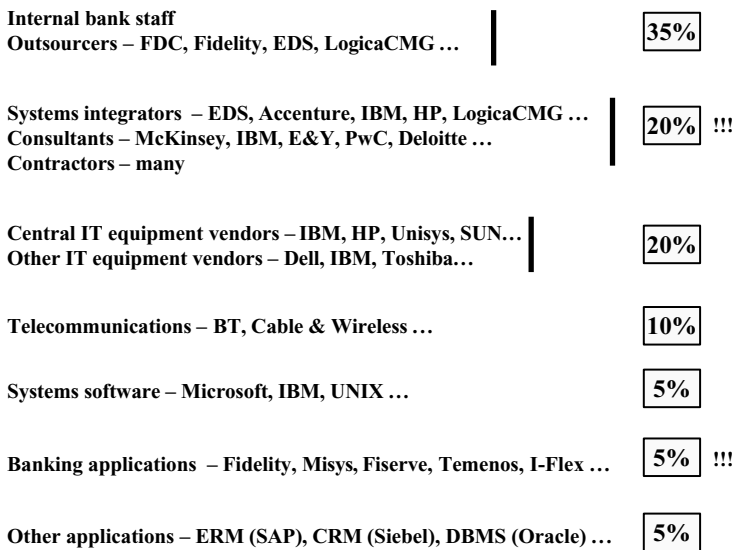 Internal bank staff
Outsourcers – FDC, Fidelity, EDS, LogicaCMG …
35%
Systems integrators – EDS, Accenture, IBM, HP, LogicaCMG …
Consultants – McKinsey, IBM, E&Y, PwC, Deloitte …
Contractors – many
20% !!!
Central IT equipment vendors – IBM, HP, Unisys, SUN…
Other IT equipment vendors – Dell, IBM, Toshiba…
20%
Telecommunications – BT, Cable & Wireless … 10%
Systems software – Microsoft, IBM, UNIX … 5%
Banking applications – Fidelity, Misys, Fiserve, Temenos, I-Flex … 5% !!!
Other applications – ERM (SAP), CRM (Siebel), DBMS (Oracle) … 5%